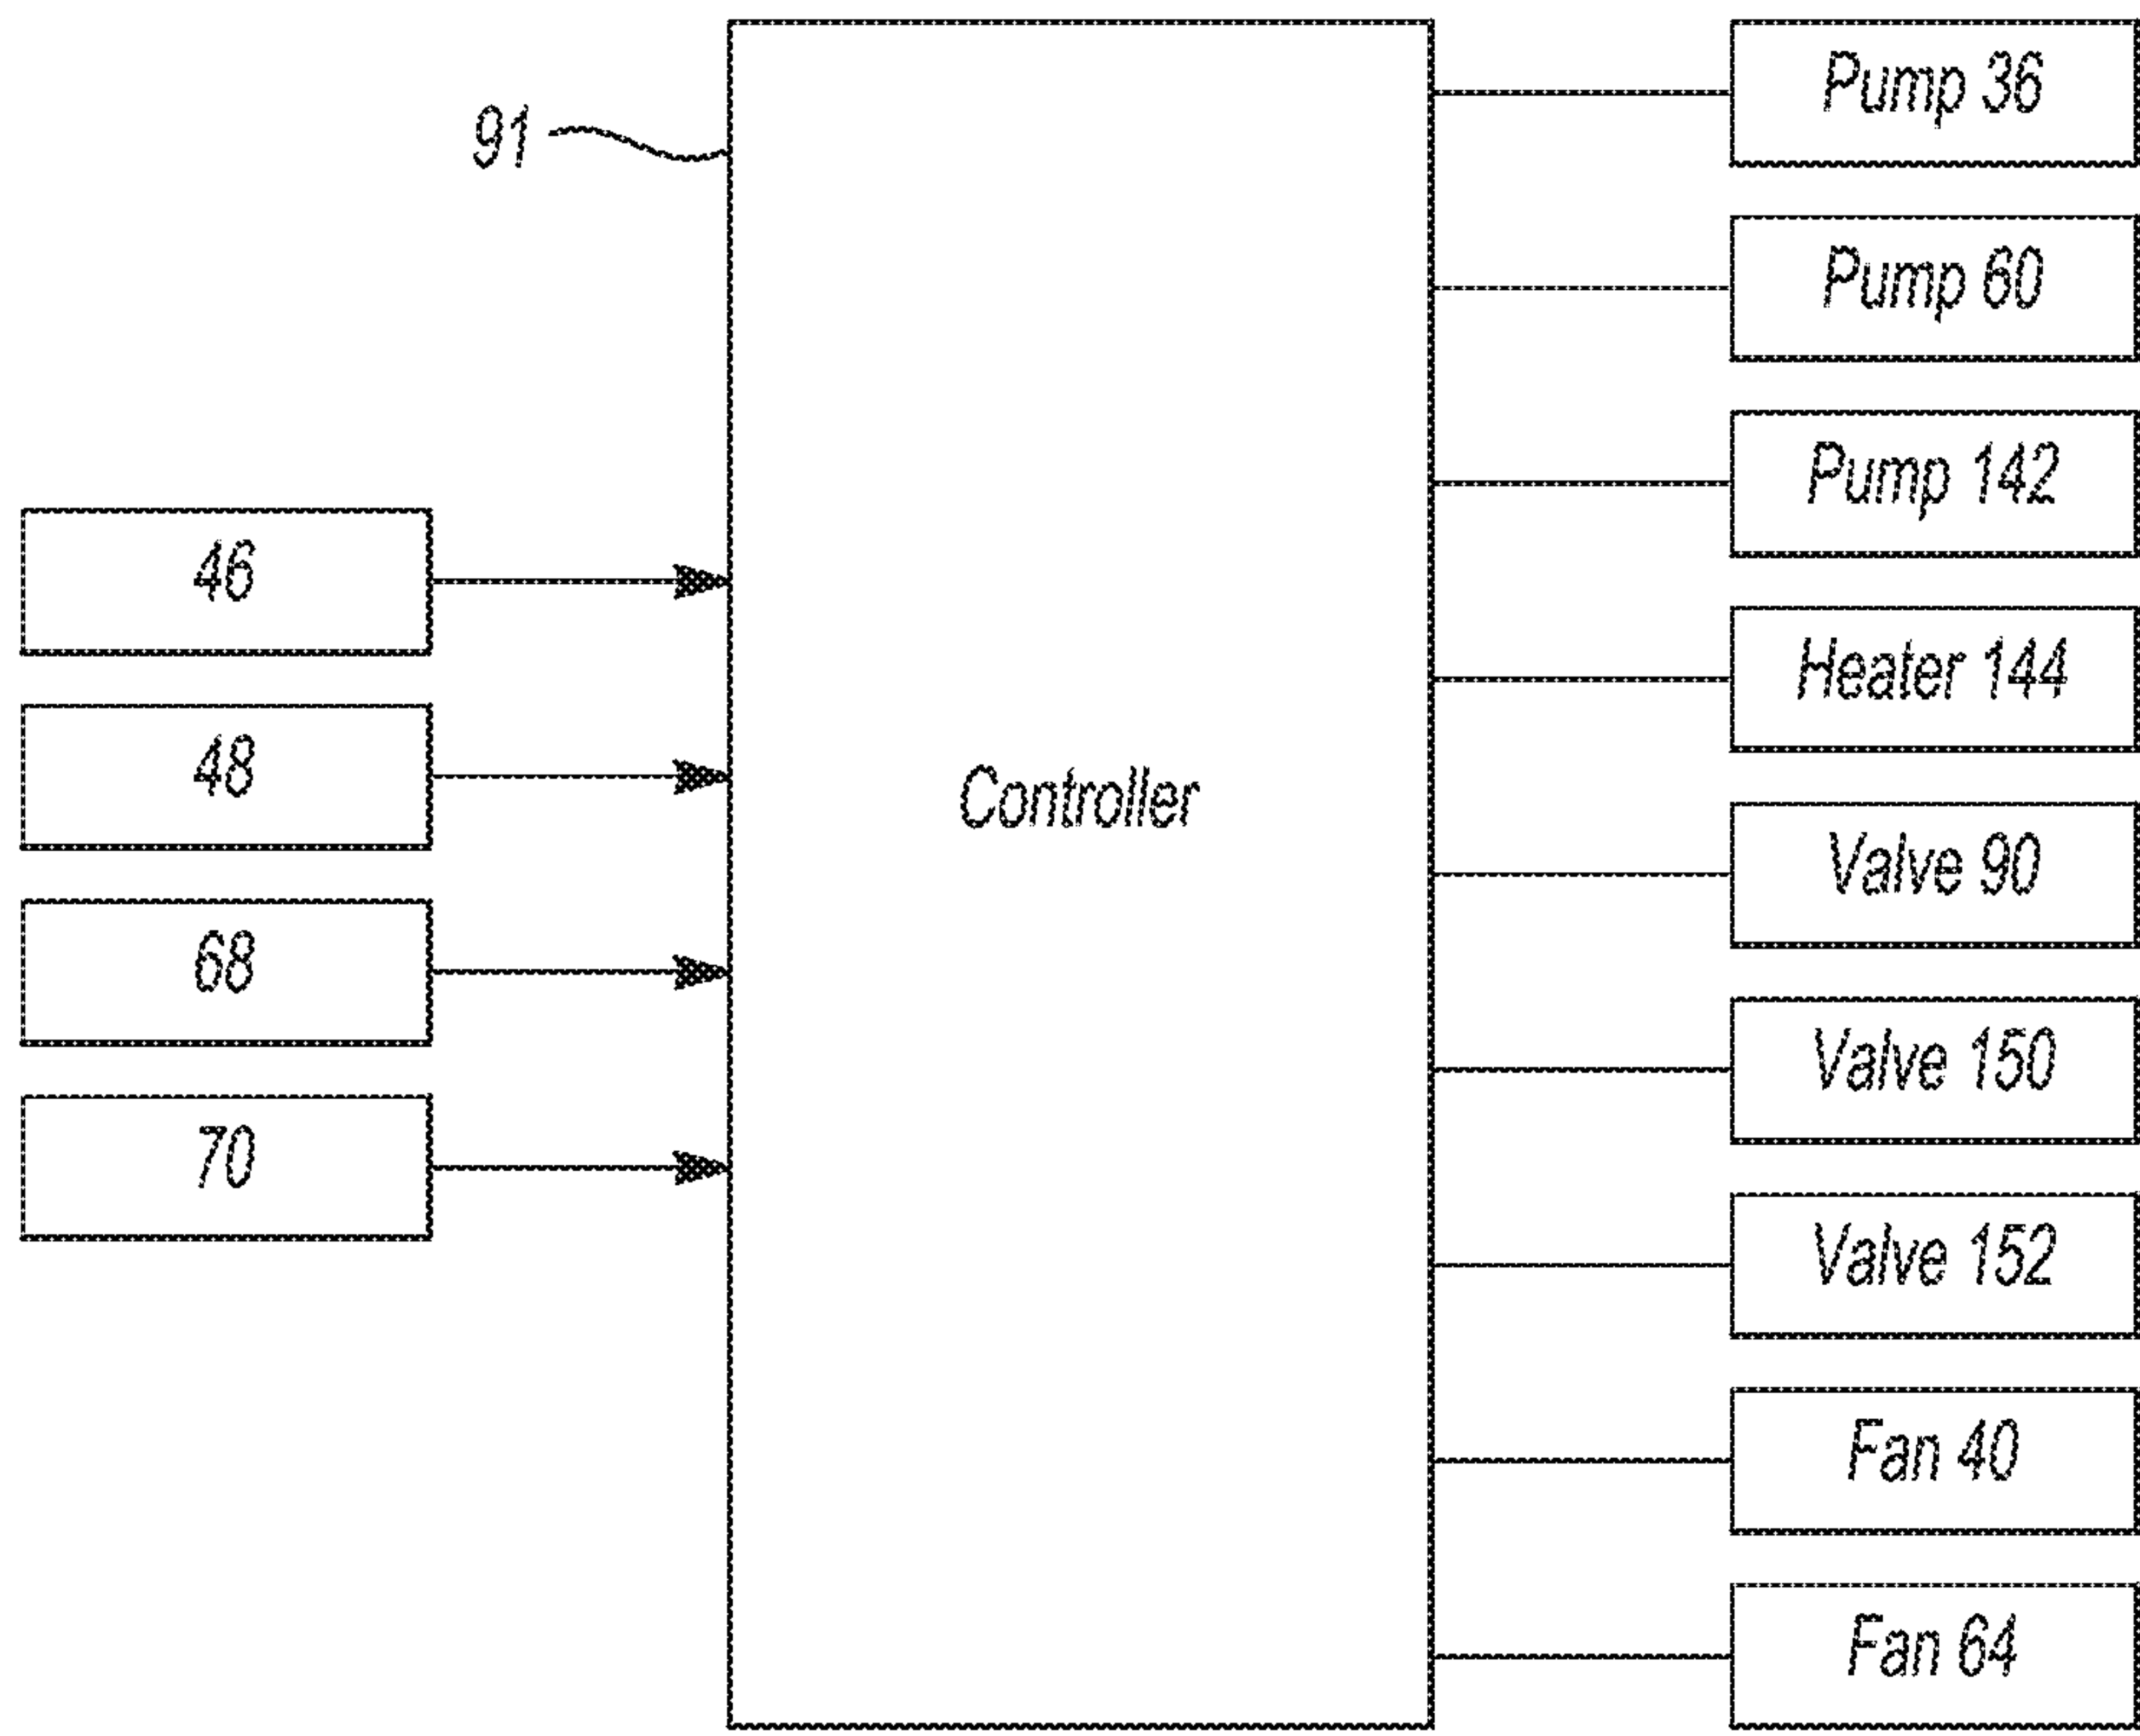 91
46
48
68
70
Controller
Pump 36
Pump 60
Pump 142
Heater 144
Valve 90
Valve 150
Valve 152
Fan 40
Fan 64